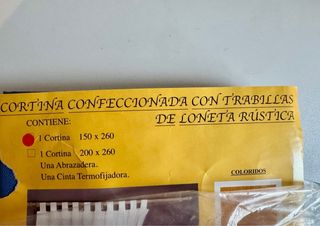 CORTINA CONFECCIONADA CON TRABILLAS
DE LONETA RÚSTICA
CONTIENE:
1 Cortina 150 x 260
1 Cortina 200 x 260
Una Abrazadera.
Una Cinta Termofijadora.
COLORIDOS